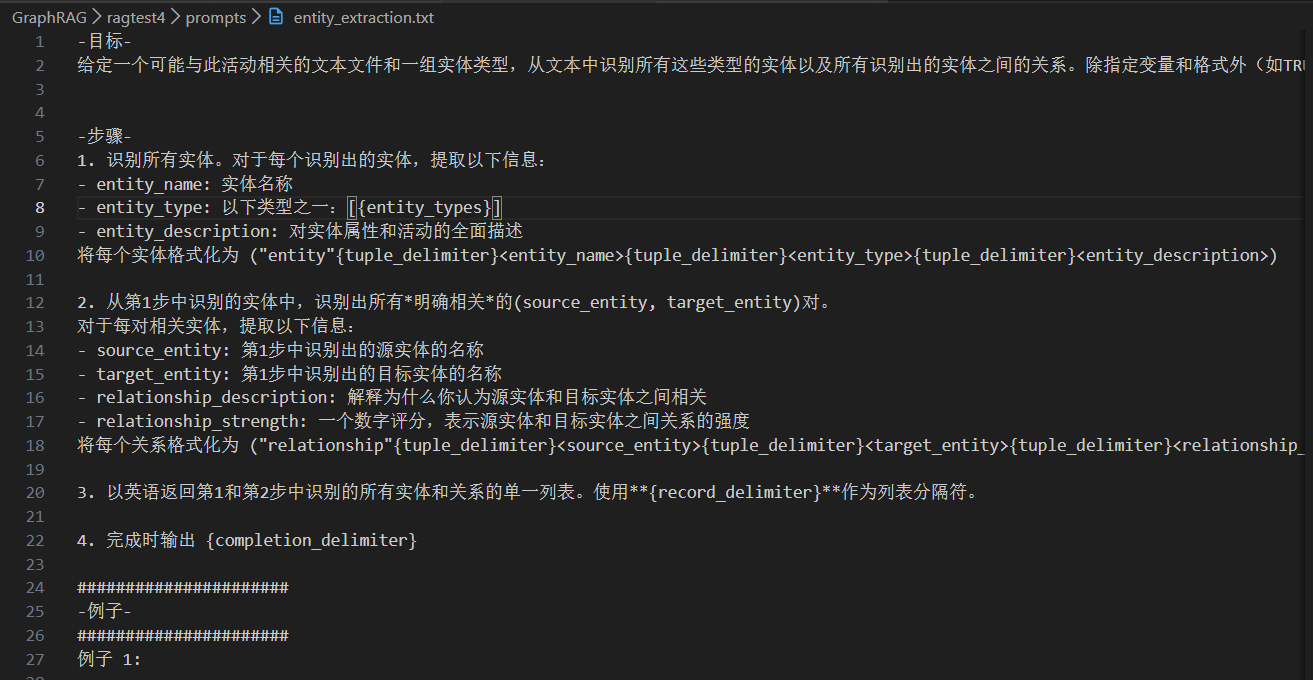 GraphRAG > ragtest4 > prompts > entity_extraction.txt
1 -目标-
2 给定一个可能与此活动相关的文本文件和一组实体类型，从文本中识别所有这些类型的实体以及所有识别出的实体之间的关系。除指定变量和格式外（如TRU
3
4
5 -步骤-
6 1. 识别所有实体。对于每个识别出的实体，提取以下信息：
7 - entity_name: 实体名称
8 - entity_type: 以下类型之一：[{entity_types}]
9 - entity_description: 对实体属性和活动的全面描述
10 将每个实体格式化为 ("entity"{tuple_delimiter}<entity_name>{tuple_delimiter}<entity_type>{tuple_delimiter}<entity_description>)
11
12 2. 从第1步中识别的实体中，识别出所有*明确相关*的(source_entity, target_entity)对。
13 对于每对相关实体，提取以下信息：
14 - source_entity: 第1步中识别出的源实体的名称
15 - target_entity: 第1步中识别出的目标实体的名称
16 - relationship_description: 解释为什么你认为源实体和目标实体之间相关
17 - relationship_strength: 一个数字评分，表示源实体和目标实体之间关系的强度
18 将每个关系格式化为 ("relationship"{tuple_delimiter}<source_entity>{tuple_delimiter}<target_entity>{tuple_delimiter}<relationship_
19
20 3. 以英语返回第1和第2步中识别的所有实体和关系的单一列表。使用**{record_delimiter}**作为列表分隔符。
21
22 4. 完成时输出 {completion_delimiter}
23
24 ######################
25 -例子-
26 ######################
27 例子 1: